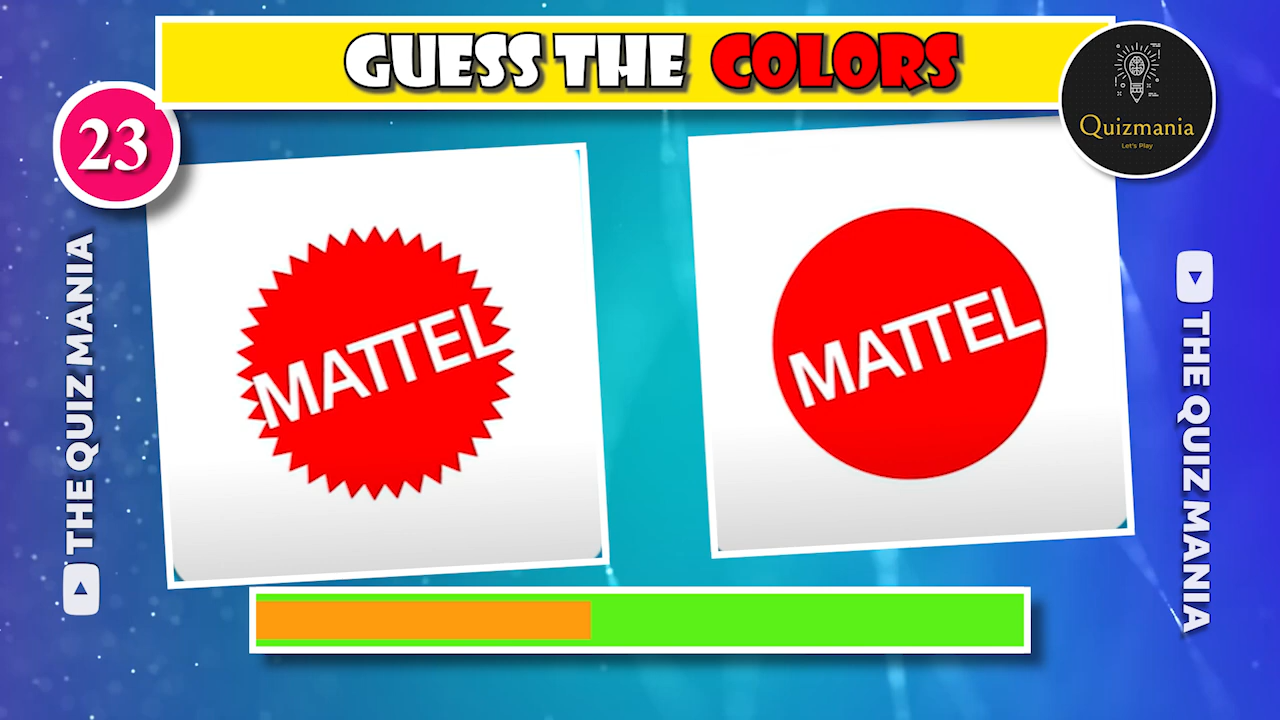 GUESS THE COLORS
23
Quizmania
Let's Play
MATTEL
MATTEL
THE QUIZ MANIA
THE QUIZ MANIA